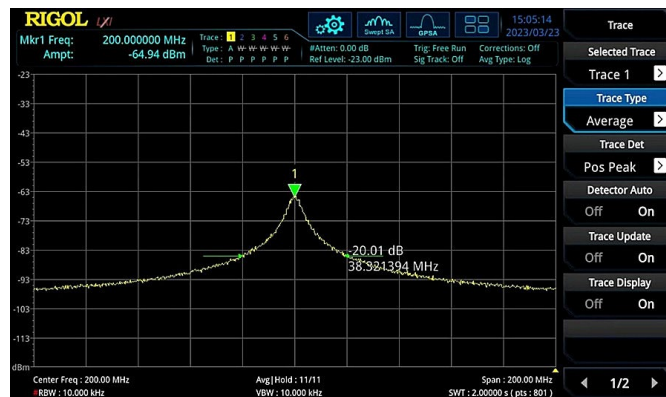 RIGOL LXI
Mkr1 Freq: 200.000000 MHz
Ampt: -64.94 dBm
Trace : 1 2 3 4 5 6
Type : A W W W W W
Det : P P P P P P
Swept SA
GPSA
15:05:14
2023/03/23
#Atten: 0.00 dB Trig: Free Run Corrections: Off
Ref Level: -23.00 dBm Sig Track: Off Avg Type: Log
-23
-33
-43
-53
-63
-73
-83
-93
-103
-113
dBm
1
-20.01 dB
38.321394 MHz
Center Freq : 200.00 MHz Avg|Hold : 11/11 Span : 200.00 MHz
#RBW : 10.000 kHz VBW : 10.000 kHz SWT : 2.00000 s ( pts : 801 )
Trace
Selected Trace
Trace 1
Trace Type
Average
Trace Det
Pos Peak
Detector Auto
Off On
Trace Update
Off On
Trace Display
Off On
1/2